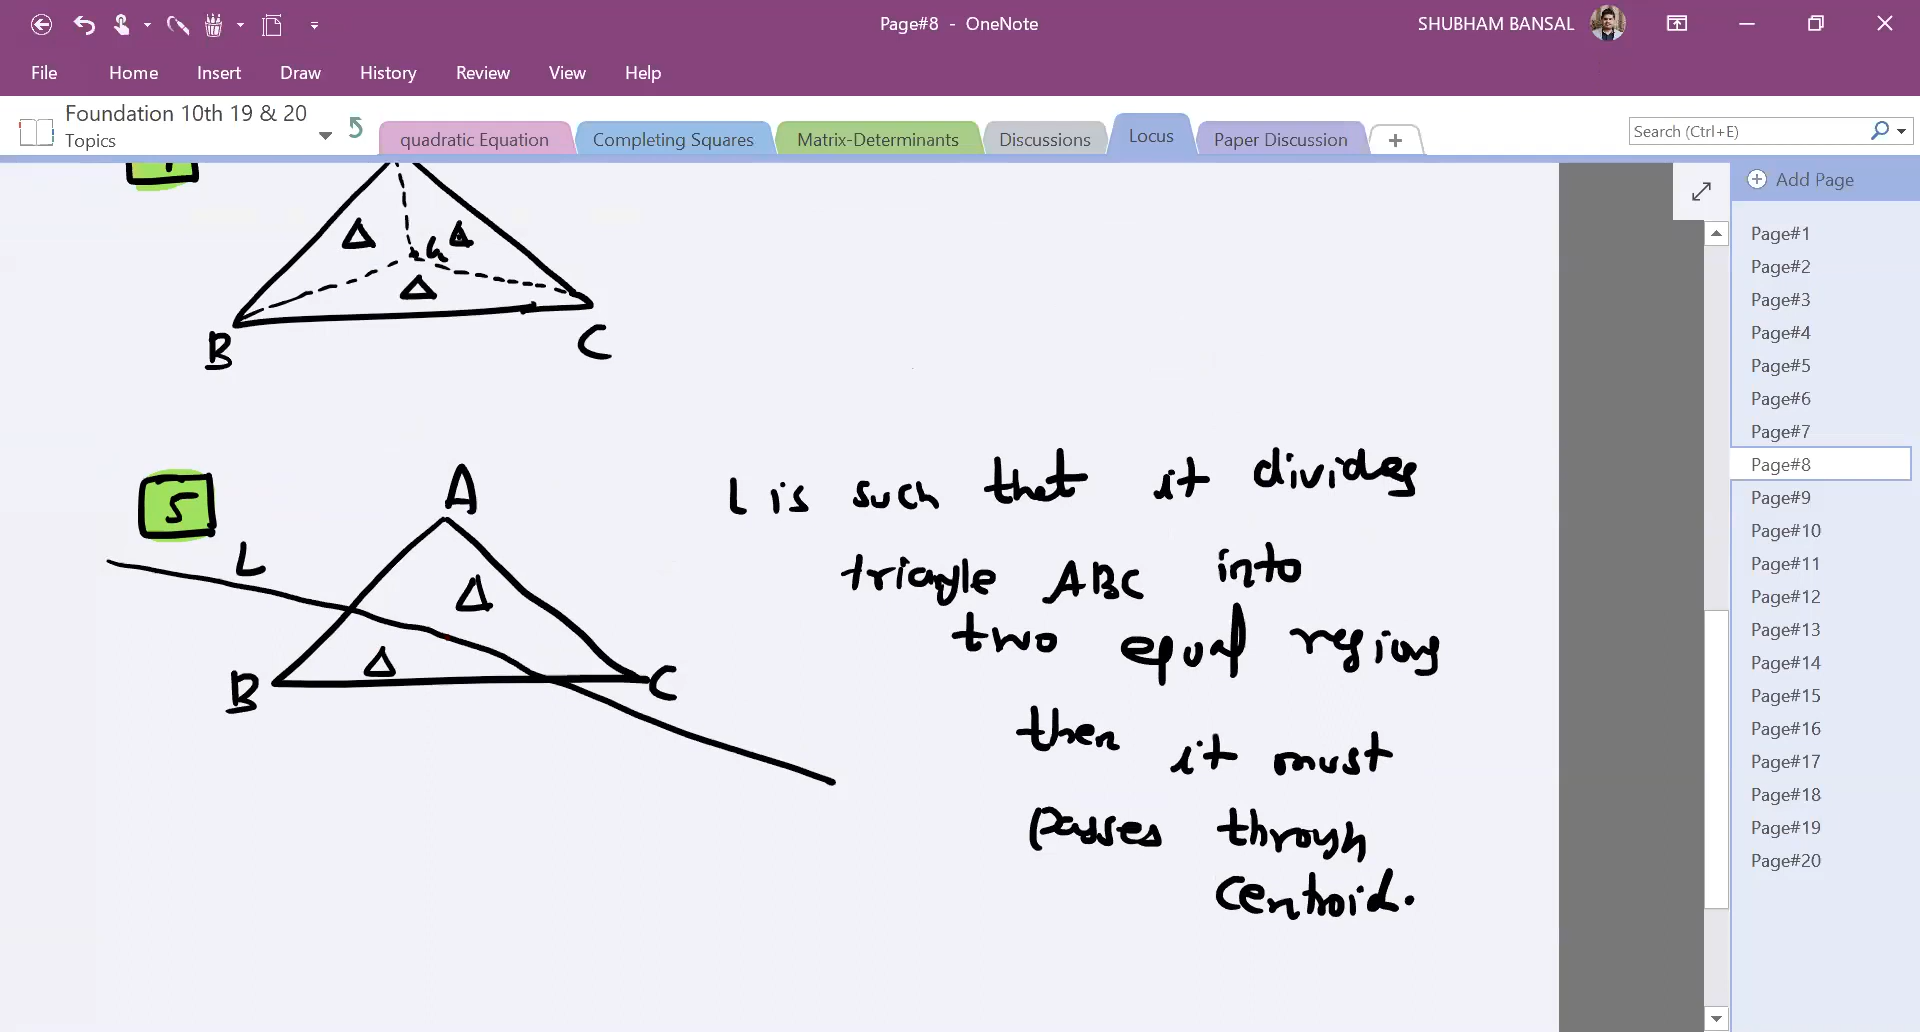 Page#8 - OneNote
SHUBHAM BANSAL
File Home Insert Draw History Review View Help
Foundation 10th 19 & 20
Topics
quadratic Equation Completing Squares Matrix-Determinants Discussions Locus Paper Discussion +
Search (Ctrl+E)
Add Page
Page#1
Page#2
Page#3
Page#4
Page#5
Page#6
Page#7
Page#8
Page#9
Page#10
Page#11
Page#12
Page#13
Page#14
Page#15
Page#16
Page#17
Page#18
Page#19
Page#20
Δ Δ
Δ
B C
5
A
L
Δ
Δ
B C
L is such that it divides
triangle ABC into
two equal regions
then it must
passes through
centroid.